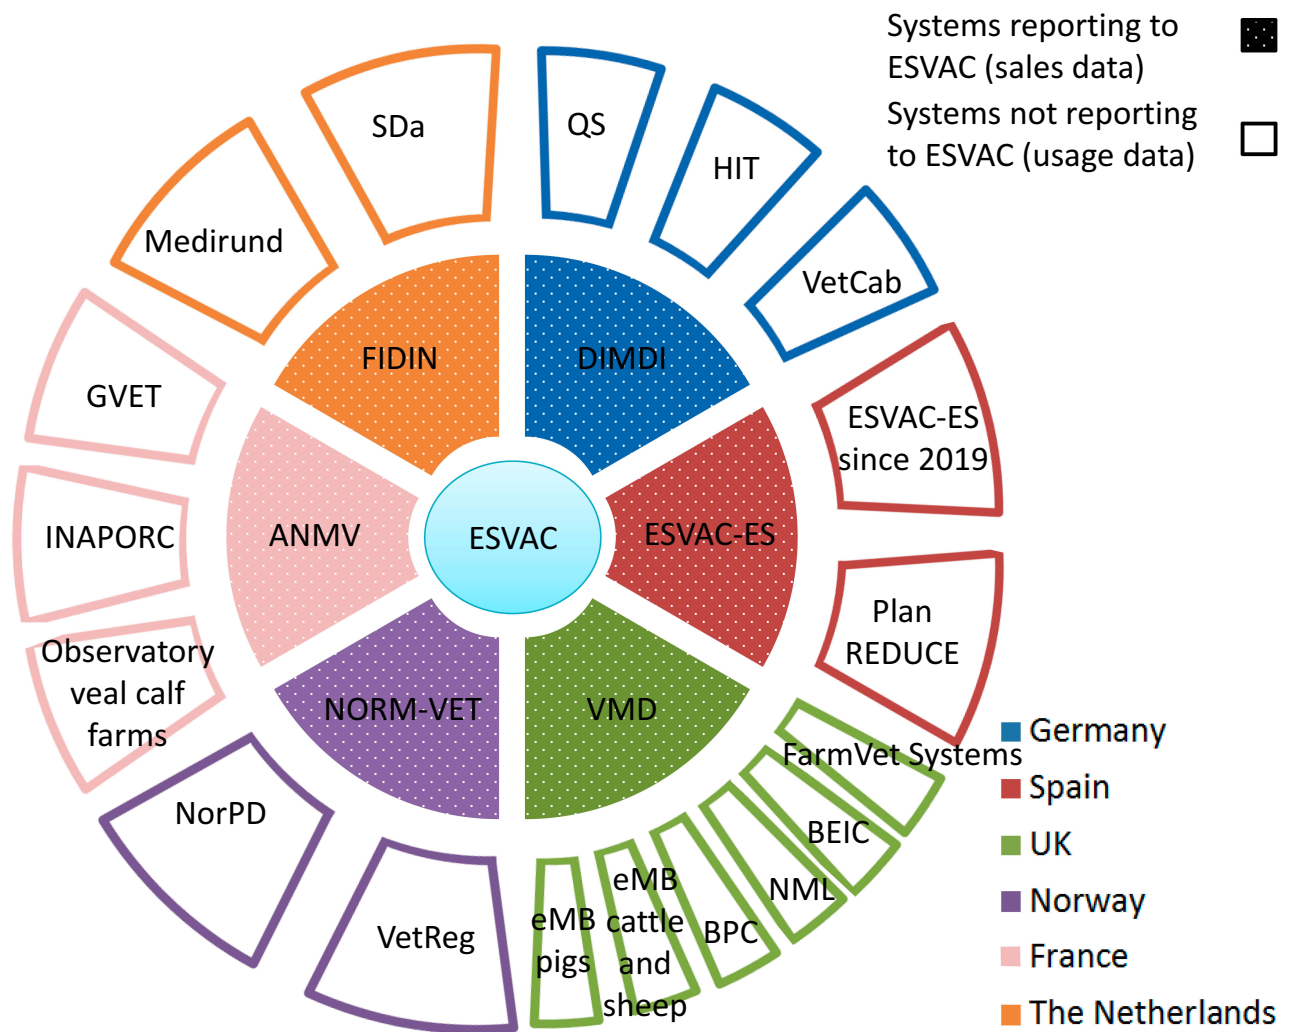 Systems reporting to
ESVAC (sales data)
Systems not reporting
to ESVAC (usage data)
SDa
QS
HIT
Medirund
VetCab
FIDIN
DIMDI
GVET
ESVAC-ES
since 2019
INAPORC
ANMV
ESVAC
ESVAC-ES
Plan
REDUCE
Observatory
veal calf
farms
NORM-VET
VMD
FarmVet Systems
NorPD
BEIC
NML
eMB
cattle
and
sheep
BPC
eMB
pigs
VetReg
Germany
Spain
UK
Norway
France
The Netherlands